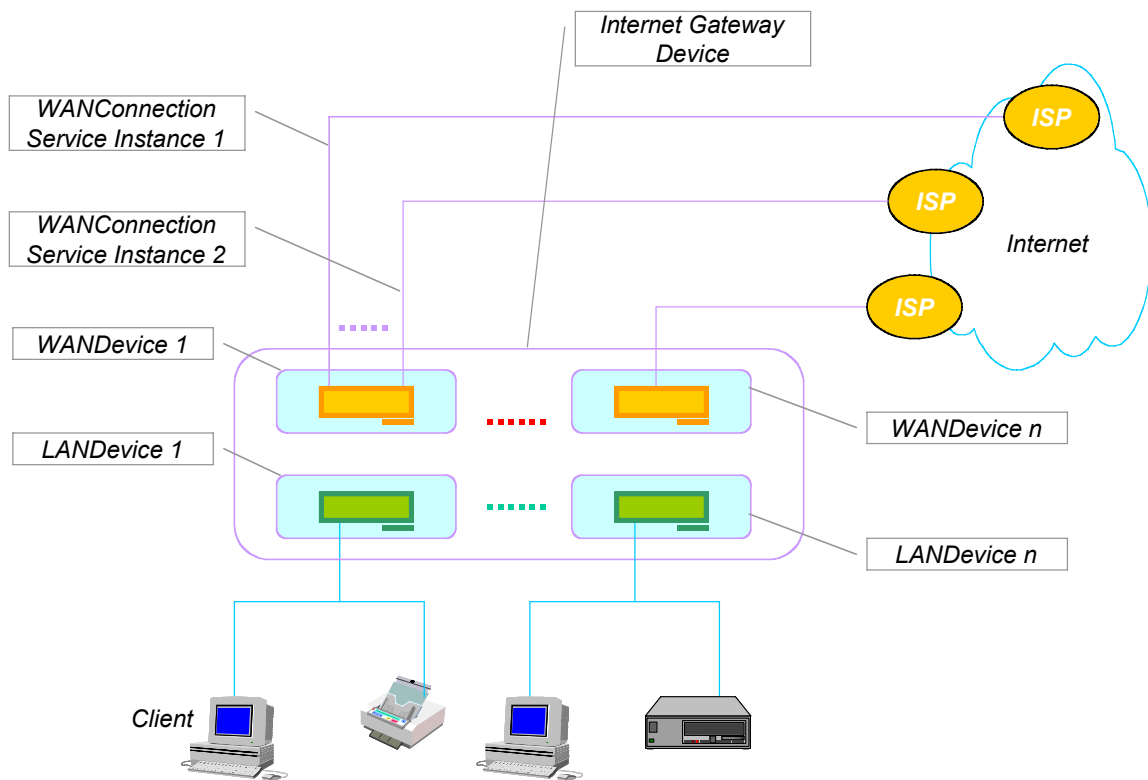 Internet Gateway
Device
WANConnection
Service Instance 1
ISP
WANConnection
Service Instance 2
ISP
Internet
ISP
WANDevice 1
WANDevice n
LANDevice 1
LANDevice n
Client